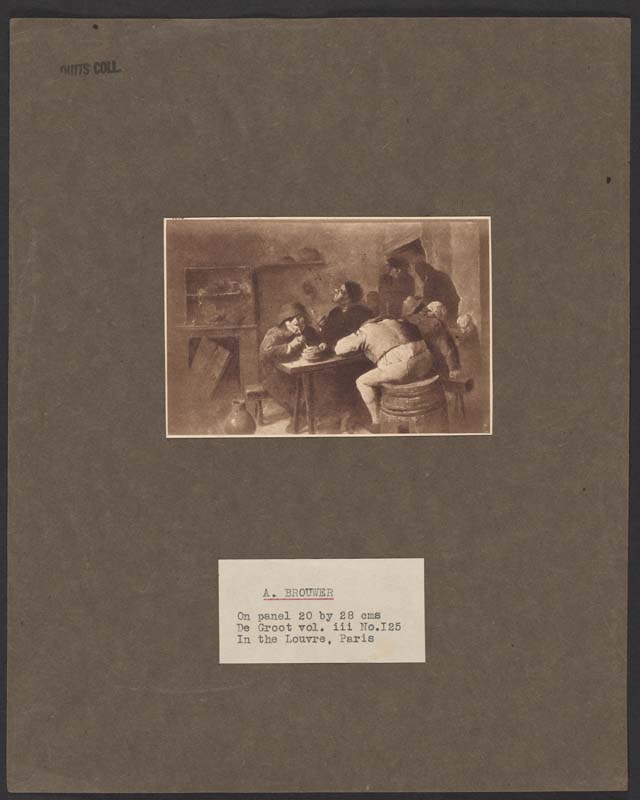 DUITS COLL.
A. BROUWER
On panel 20 by 28 cms
De Groot vol. iii No.I25
In the Louvre, Paris